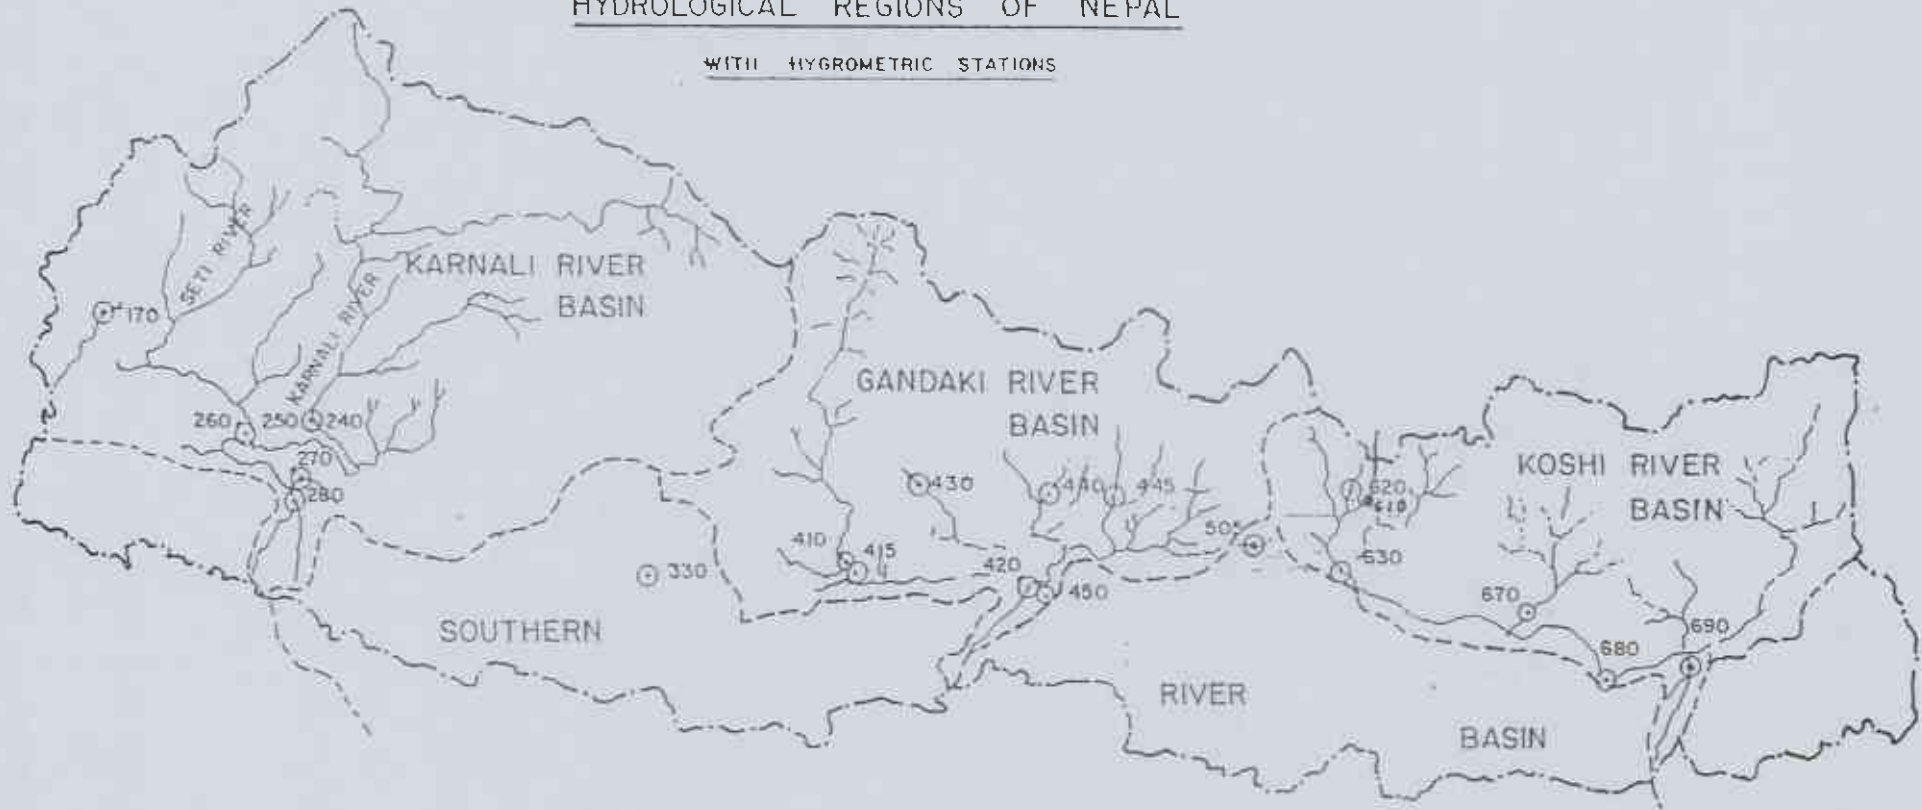 HYDROLOGICAL REGIONS OF NEPAL
WITH HYGROMETRIC STATIONS
SETI RIVER
KARNALI RIVER
BASIN
KARNALI RIVER
170
260
250
240
270
280
GANDAKI RIVER
BASIN
430
440
445
410
415
420
450
505
330
KOSHI RIVER
BASIN
620
610
630
670
680
690
SOUTHERN
RIVER
BASIN